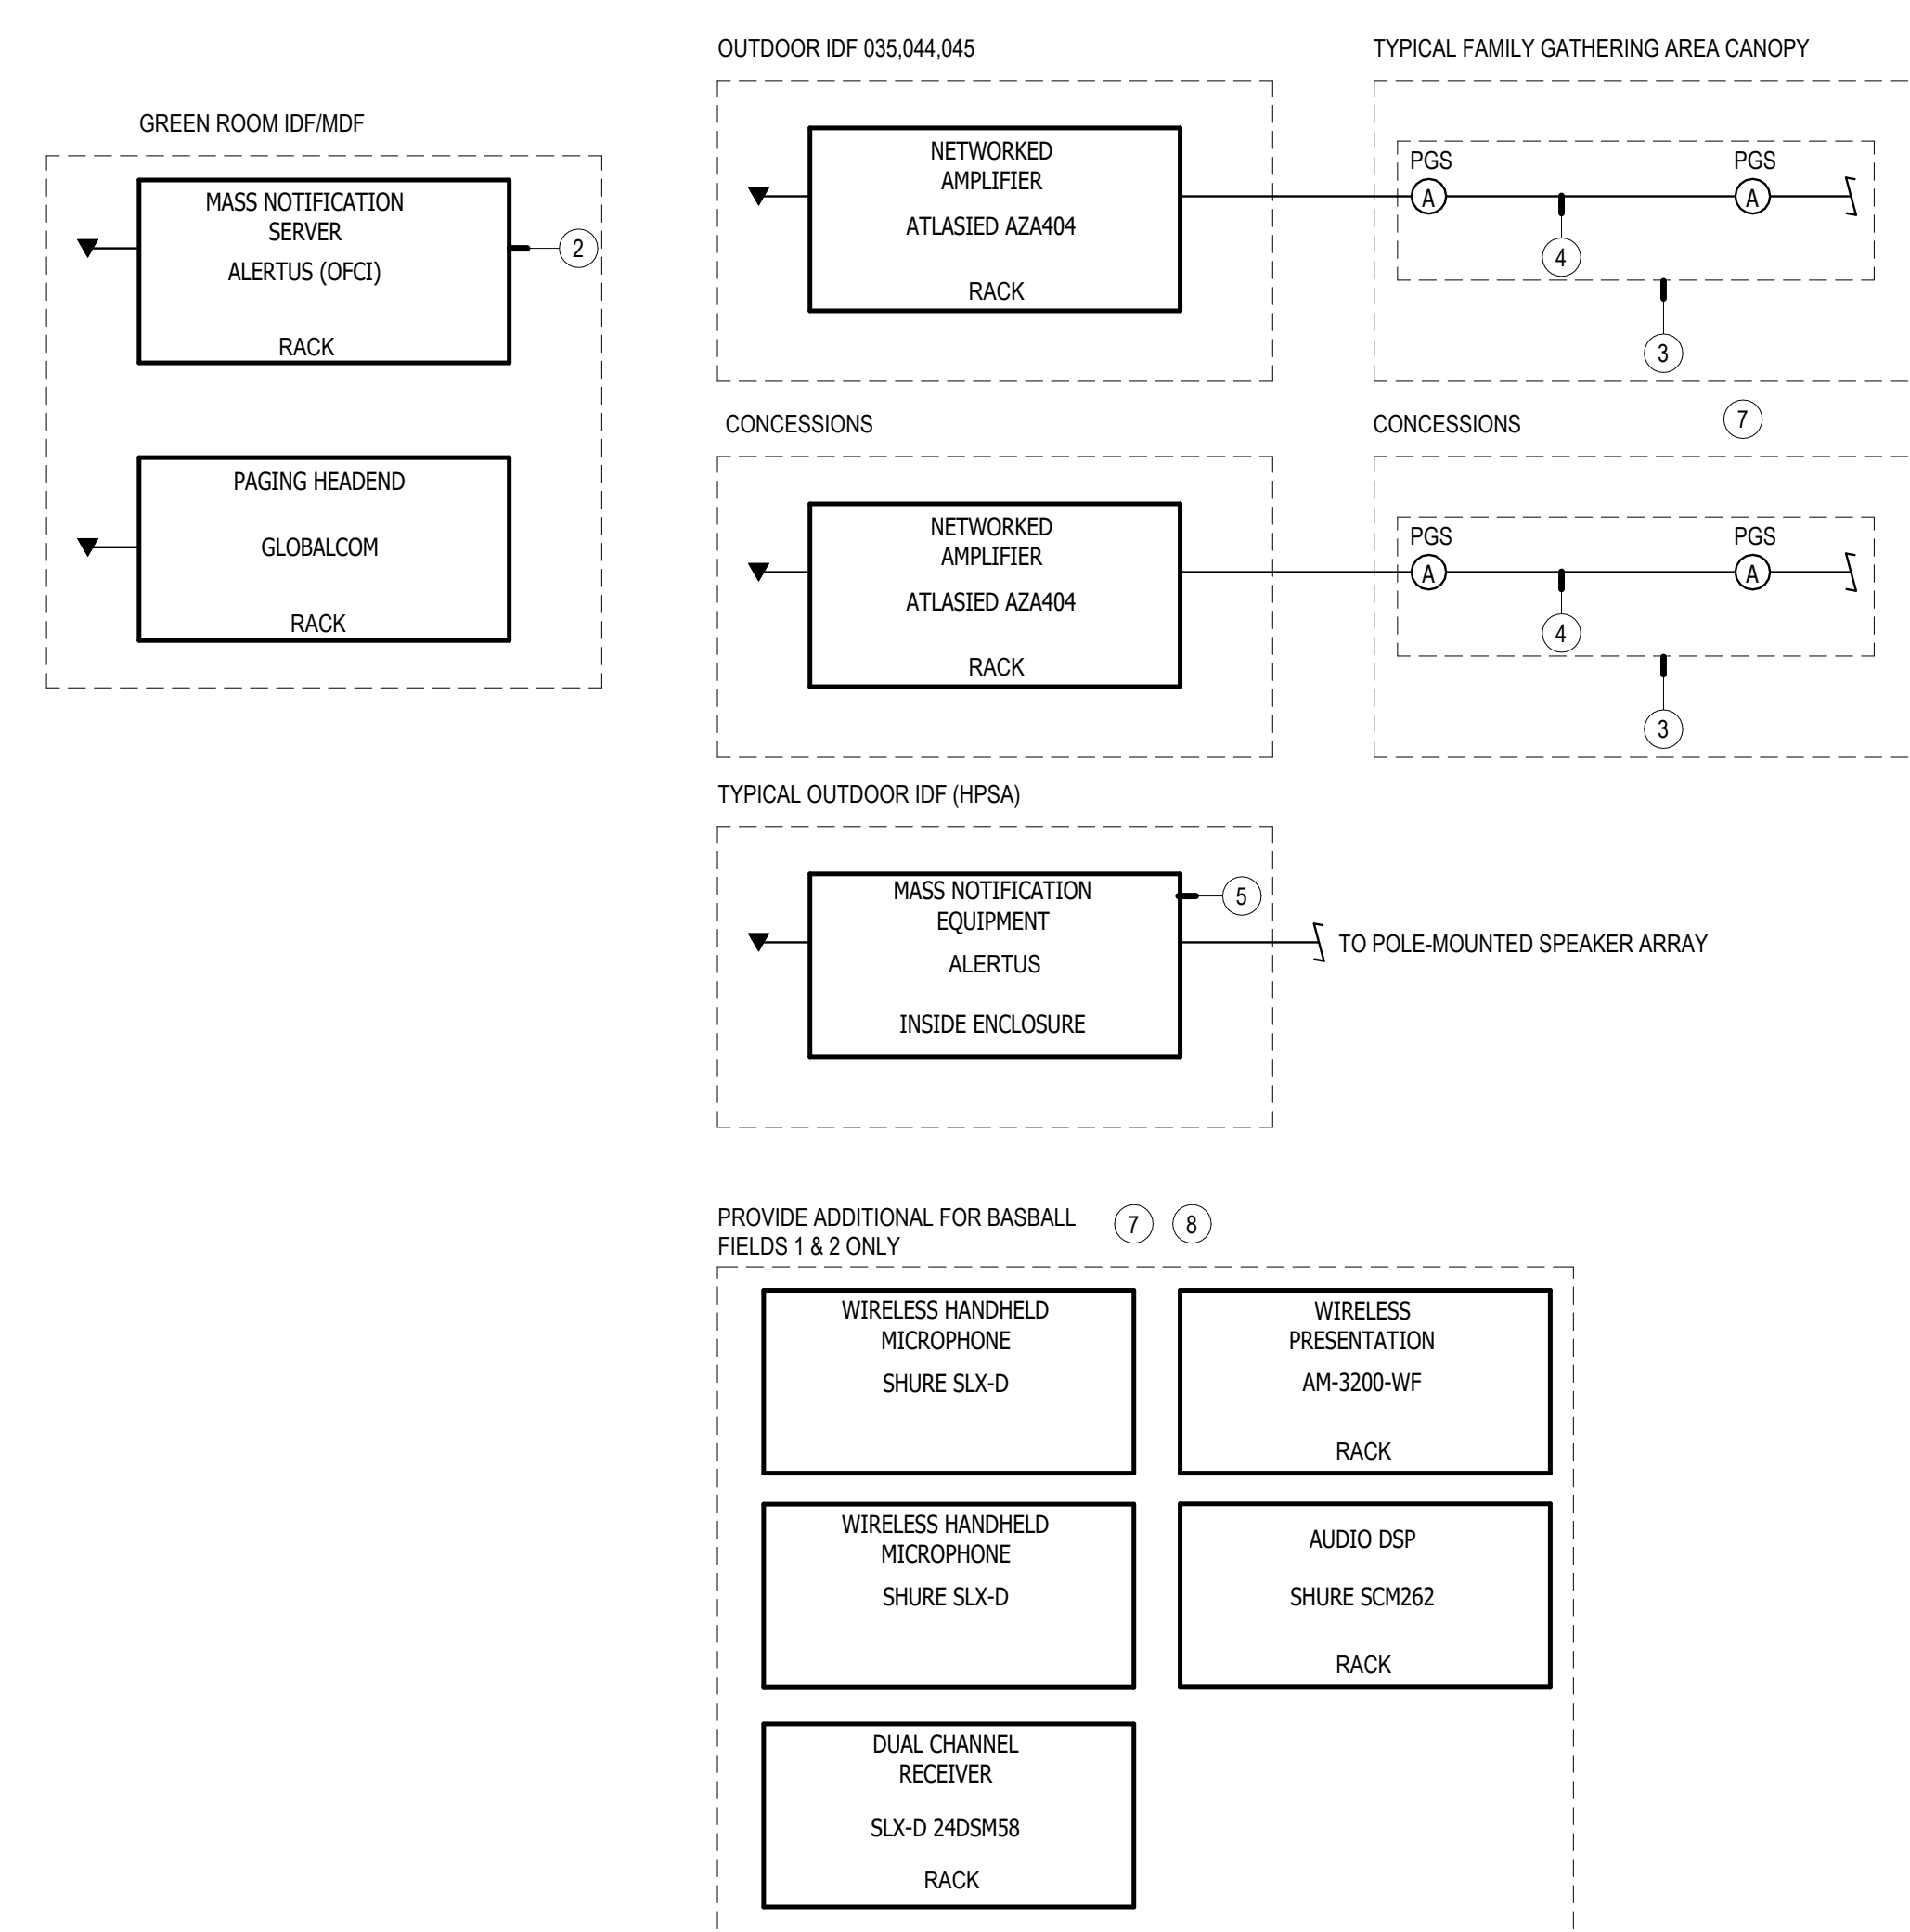 GREEN ROOM IDF/MDF
MASS NOTIFICATION
SERVER
ALERTUS (OFCI)
RACK
2
PAGING HEADEND
GLOBALCOM
RACK
OUTDOOR IDF 035,044,045
NETWORKED
AMPLIFIER
ATLASIED AZA404
RACK
TYPICAL FAMILY GATHERING AREA CANOPY
PGS PGS
A A
4
3
CONCESSIONS
NETWORKED
AMPLIFIER
ATLASIED AZA404
RACK
CONCESSIONS 7
PGS PGS
A A
4
3
TYPICAL OUTDOOR IDF (HPSA)
MASS NOTIFICATION
EQUIPMENT
ALERTUS
INSIDE ENCLOSURE
5
TO POLE-MOUNTED SPEAKER ARRAY
PROVIDE ADDITIONAL FOR BASBALL
FIELDS 1 & 2 ONLY
7 8
WIRELESS HANDHELD
MICROPHONE
SHURE SLX-D
WIRELESS
PRESENTATION
AM-3200-WF
RACK
WIRELESS HANDHELD
MICROPHONE
SHURE SLX-D
AUDIO DSP
SHURE SCM262
RACK
DUAL CHANNEL
RECEIVER
SLX-D 24DSM58
RACK